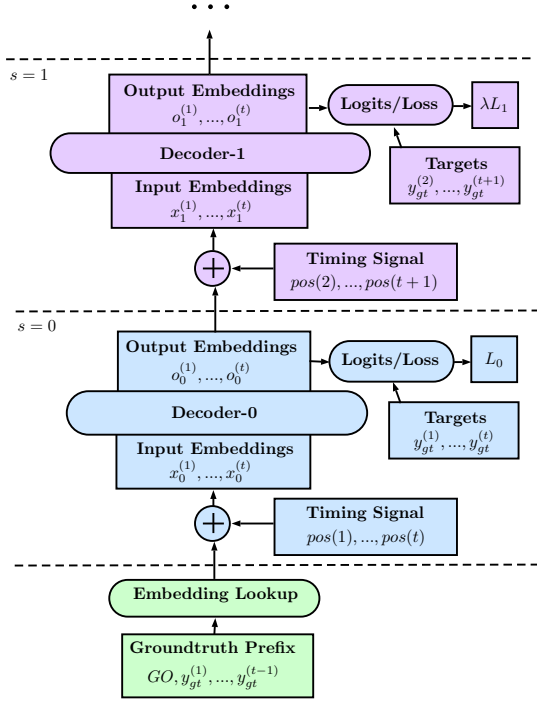 . . .
s = 1
Output Embeddings
o_1^{(1)}, ..., o_1^{(t)}
Logits/Loss
λL_1
Decoder-1
Targets
y_{gt}^{(2)}, ..., y_{gt}^{(t+1)}
Input Embeddings
x_1^{(1)}, ..., x_1^{(t)}
+
Timing Signal
pos(2), ..., pos(t + 1)
s = 0
Output Embeddings
o_0^{(1)}, ..., o_0^{(t)}
Logits/Loss
L_0
Decoder-0
Targets
y_{gt}^{(1)}, ..., y_{gt}^{(t)}
Input Embeddings
x_0^{(1)}, ..., x_0^{(t)}
+
Timing Signal
pos(1), ..., pos(t)
Embedding Lookup
Groundtruth Prefix
GO, y_{gt}^{(1)}, ..., y_{gt}^{(t−1)}